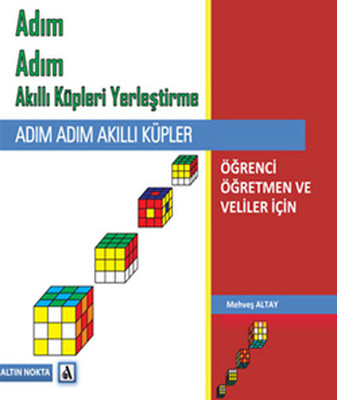 Adım
Adım
Akıllı Küpleri Yerleştirme
ADIM ADIM AKILLI KÜPLER
ÖĞRENCİ
ÖĞRETMEN VE
VELİLER İÇİN
Mehveş ALTAY
ALTIN NOKTA